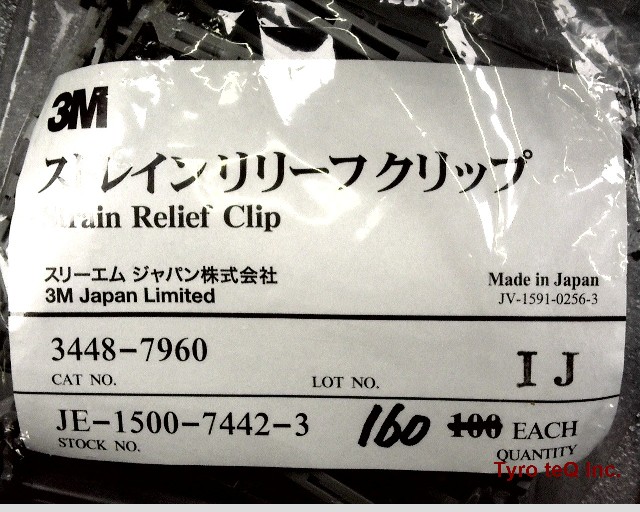 3M
ストレインリリーフクリップ
Strain Relief Clip
スリーエム ジャパン株式会社
3M Japan Limited
Made in Japan
JV-1591-0256-3
3448-7960
CAT NO.
LOT NO.
I J
JE-1500-7442-3
STOCK NO.
160 100 EACH
QUANTITY
Tyro teQ Inc.